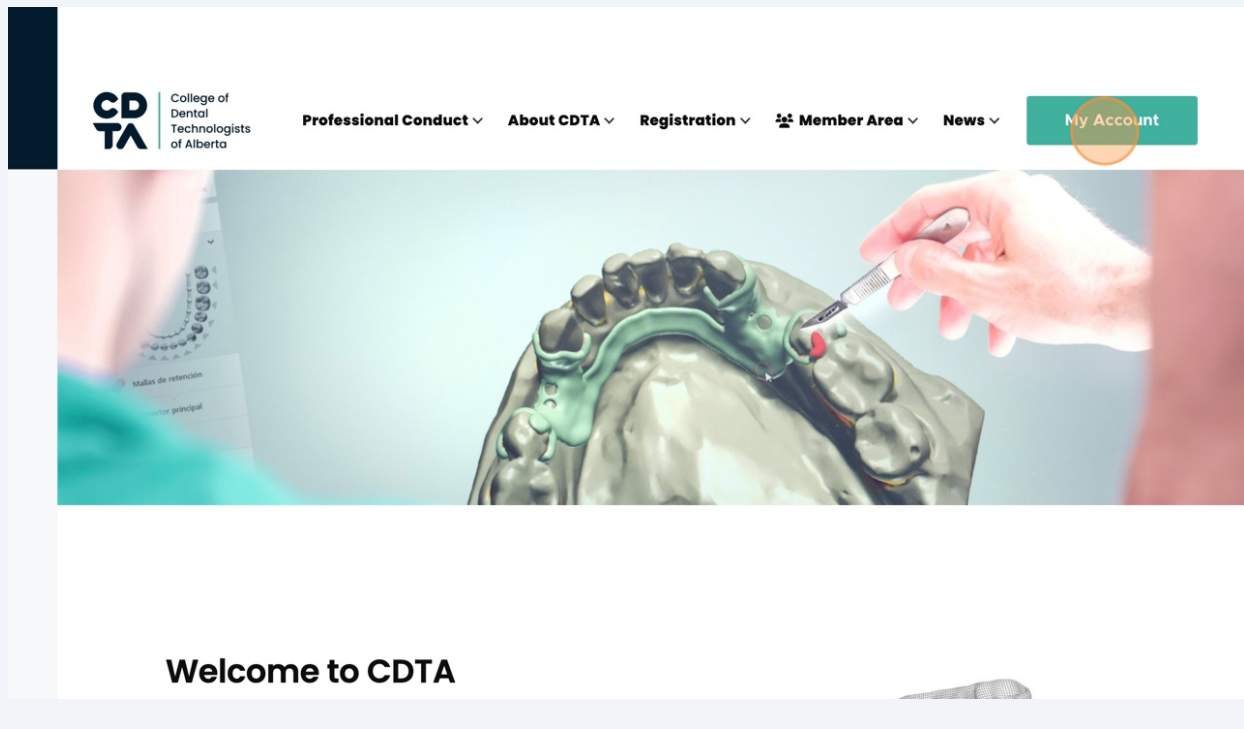 CD
TA
College of
Dental
Technologists
of Alberta
Professional Conduct
About CDTA
Registration
Member Area
News
My Account
Mallas de retención
principal
Welcome to CDTA